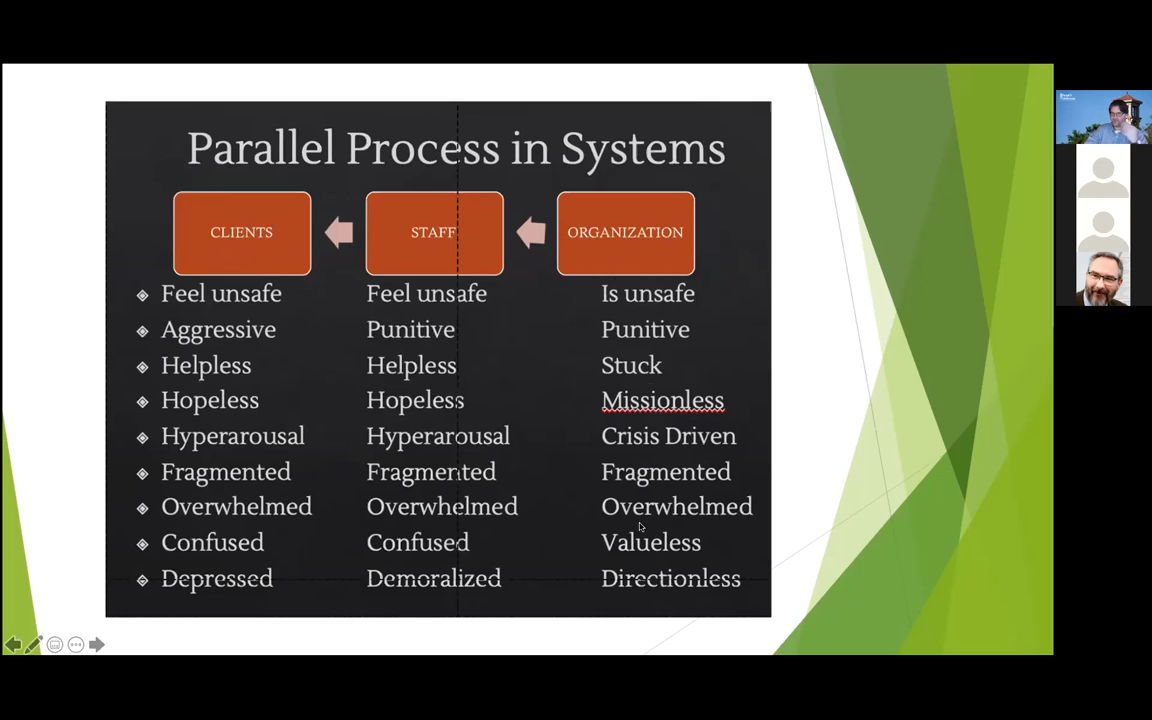 Parallel Process in Systems
CLIENTS STAFF ORGANIZATION
Feel unsafe Feel unsafe Is unsafe
Aggressive Punitive Punitive
Helpless Helpless Stuck
Hopeless Hopeless Missionless
Hyperarousal Hyperarousal Crisis Driven
Fragmented Fragmented Fragmented
Overwhelmed Overwhelmed Overwhelmed
Confused Confused Valueless
Depressed Demoralized Directionless